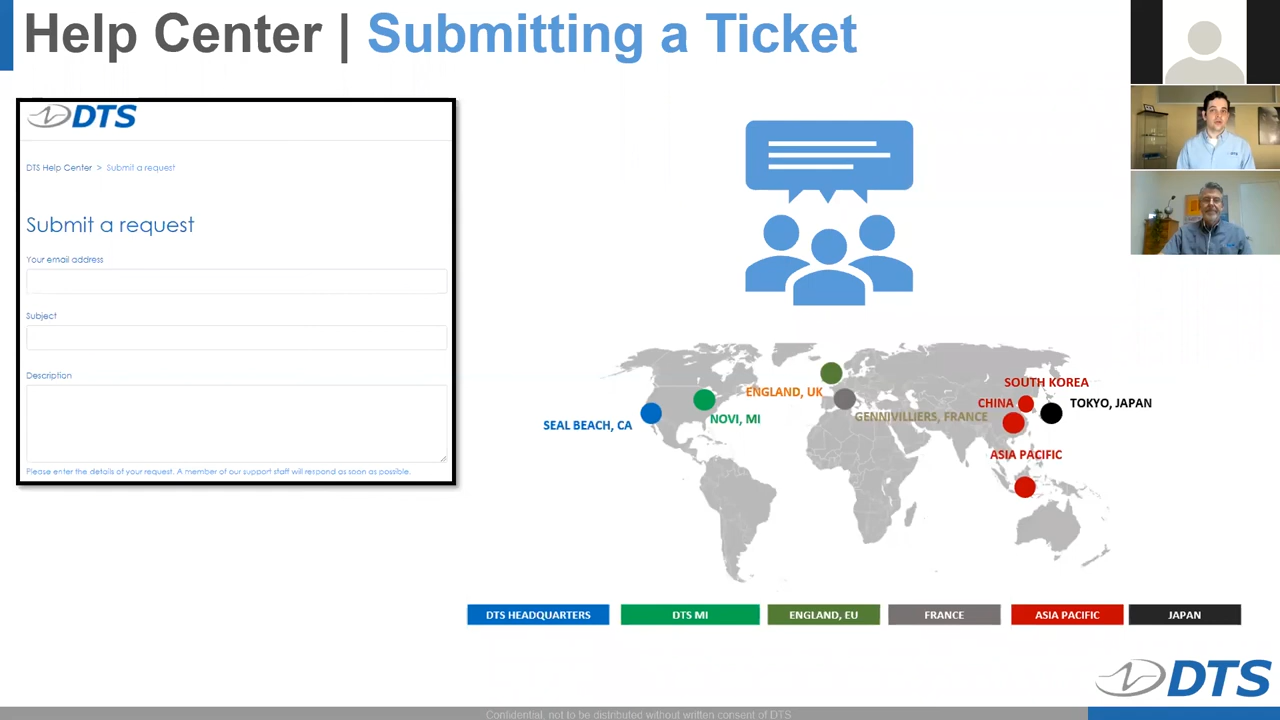 Help Center | Submitting a Ticket
DTS
DTS Help Center > Submit a request
Submit a request
Your email address
Subject
Description
Please enter the details of your request. A member of our support staff will respond as soon as possible.
SOUTH KOREA
ENGLAND, UK
CHINA
TOKYO, JAPAN
GENNIVILLIERS, FRANCE
NOVI, MI
SEAL BEACH, CA
ASIA PACIFIC
DTS HEADQUARTERS
DTS MI
ENGLAND, EU
FRANCE
ASIA PACIFIC
JAPAN
DTS
Confidential, not to be distributed without written consent of DTS